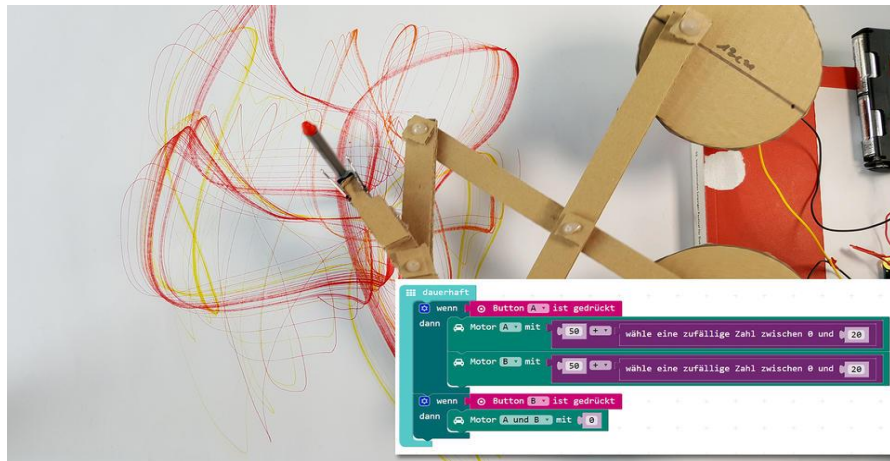 12cm
dauerhaft
wenn Button A ist gedrückt
dann Motor A mit 50 + wähle eine zufällige Zahl zwischen 0 und 20
Motor B mit 50 + wähle eine zufällige Zahl zwischen 0 und 20
wenn Button B ist gedrückt
dann Motor A und B mit 0